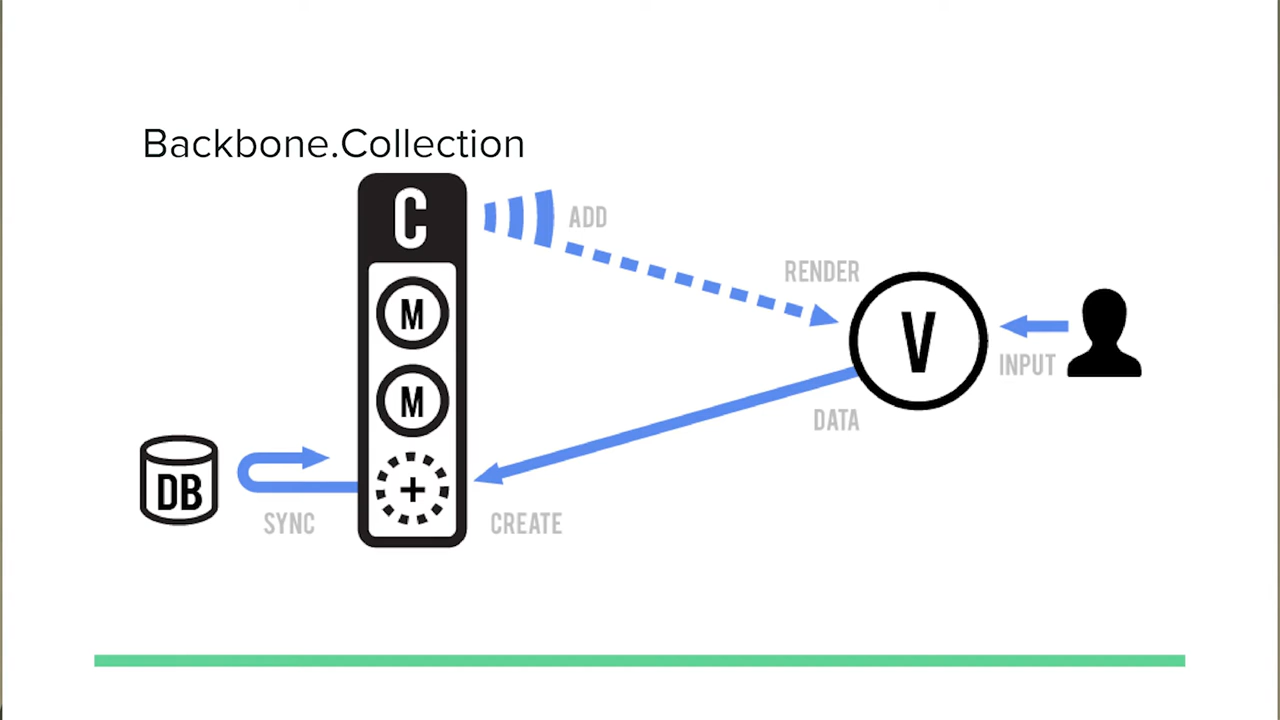 Backbone.Collection
C
ADD
RENDER
M
V
INPUT
M
DATA
DB
+
SYNC
CREATE